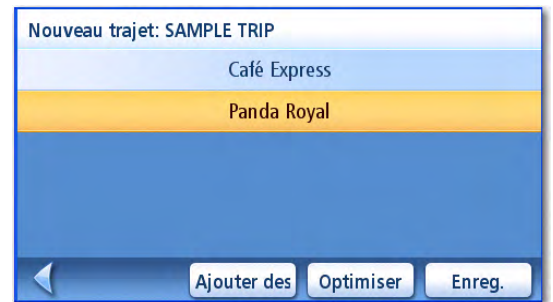 Nouveau trajet: SAMPLE TRIP
Café Express
Panda Royal
Ajouter des Optimiser Enreg.